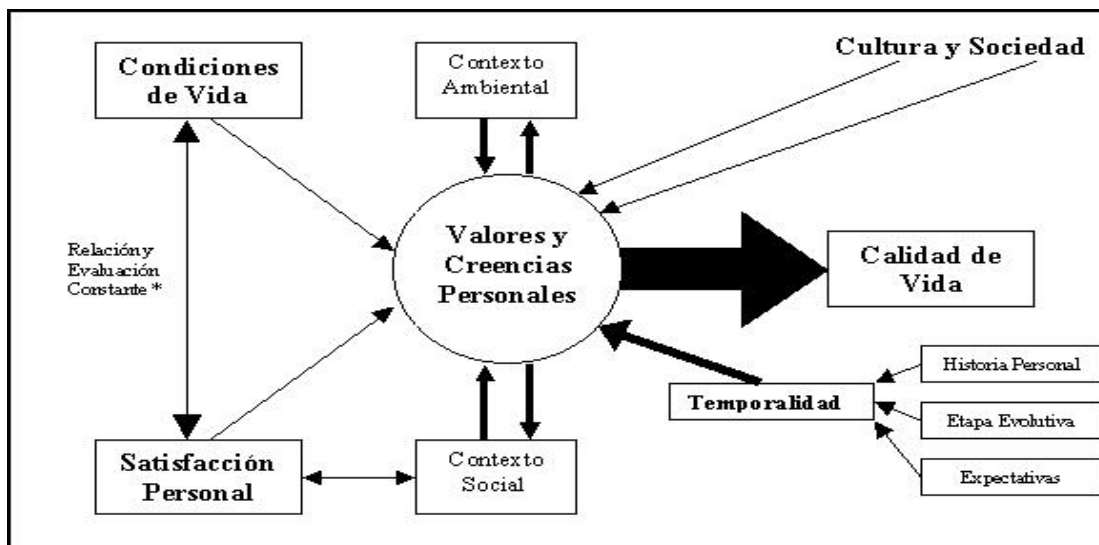 Condiciones
de Vida
Contexto
Ambiental
Cultura y Sociedad
Relación y
Evaluación
Constante *
Valores y
Creencias
Personales
Calidad de
Vida
Historia Personal
Temporalidad
Etapa Evolutiva
Expectativas
Satisfacción
Personal
Contexto
Social